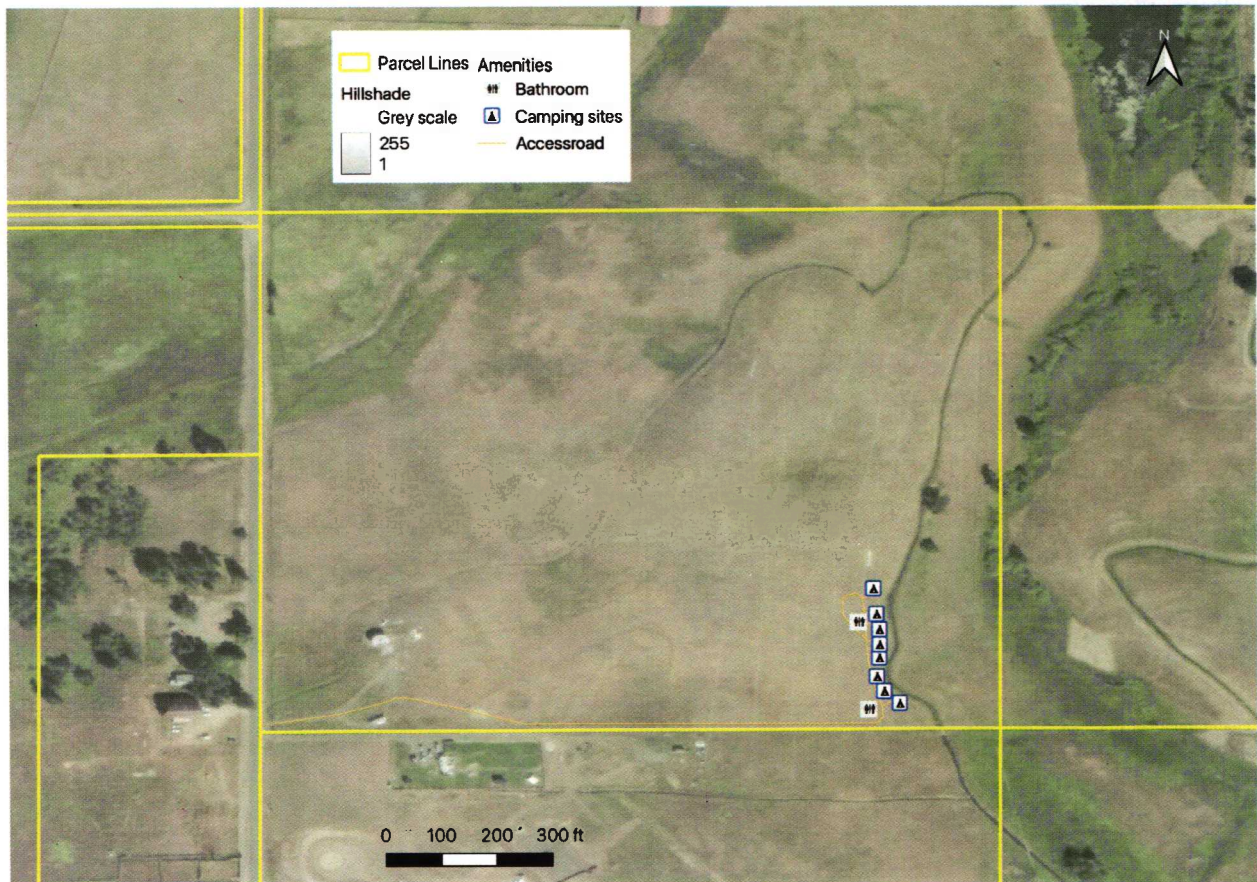 N
Parcel Lines
Hillshade
Grey scale
255
1
Amenities
Bathroom
Camping sites
Accessroad
0 100 200 300 ft